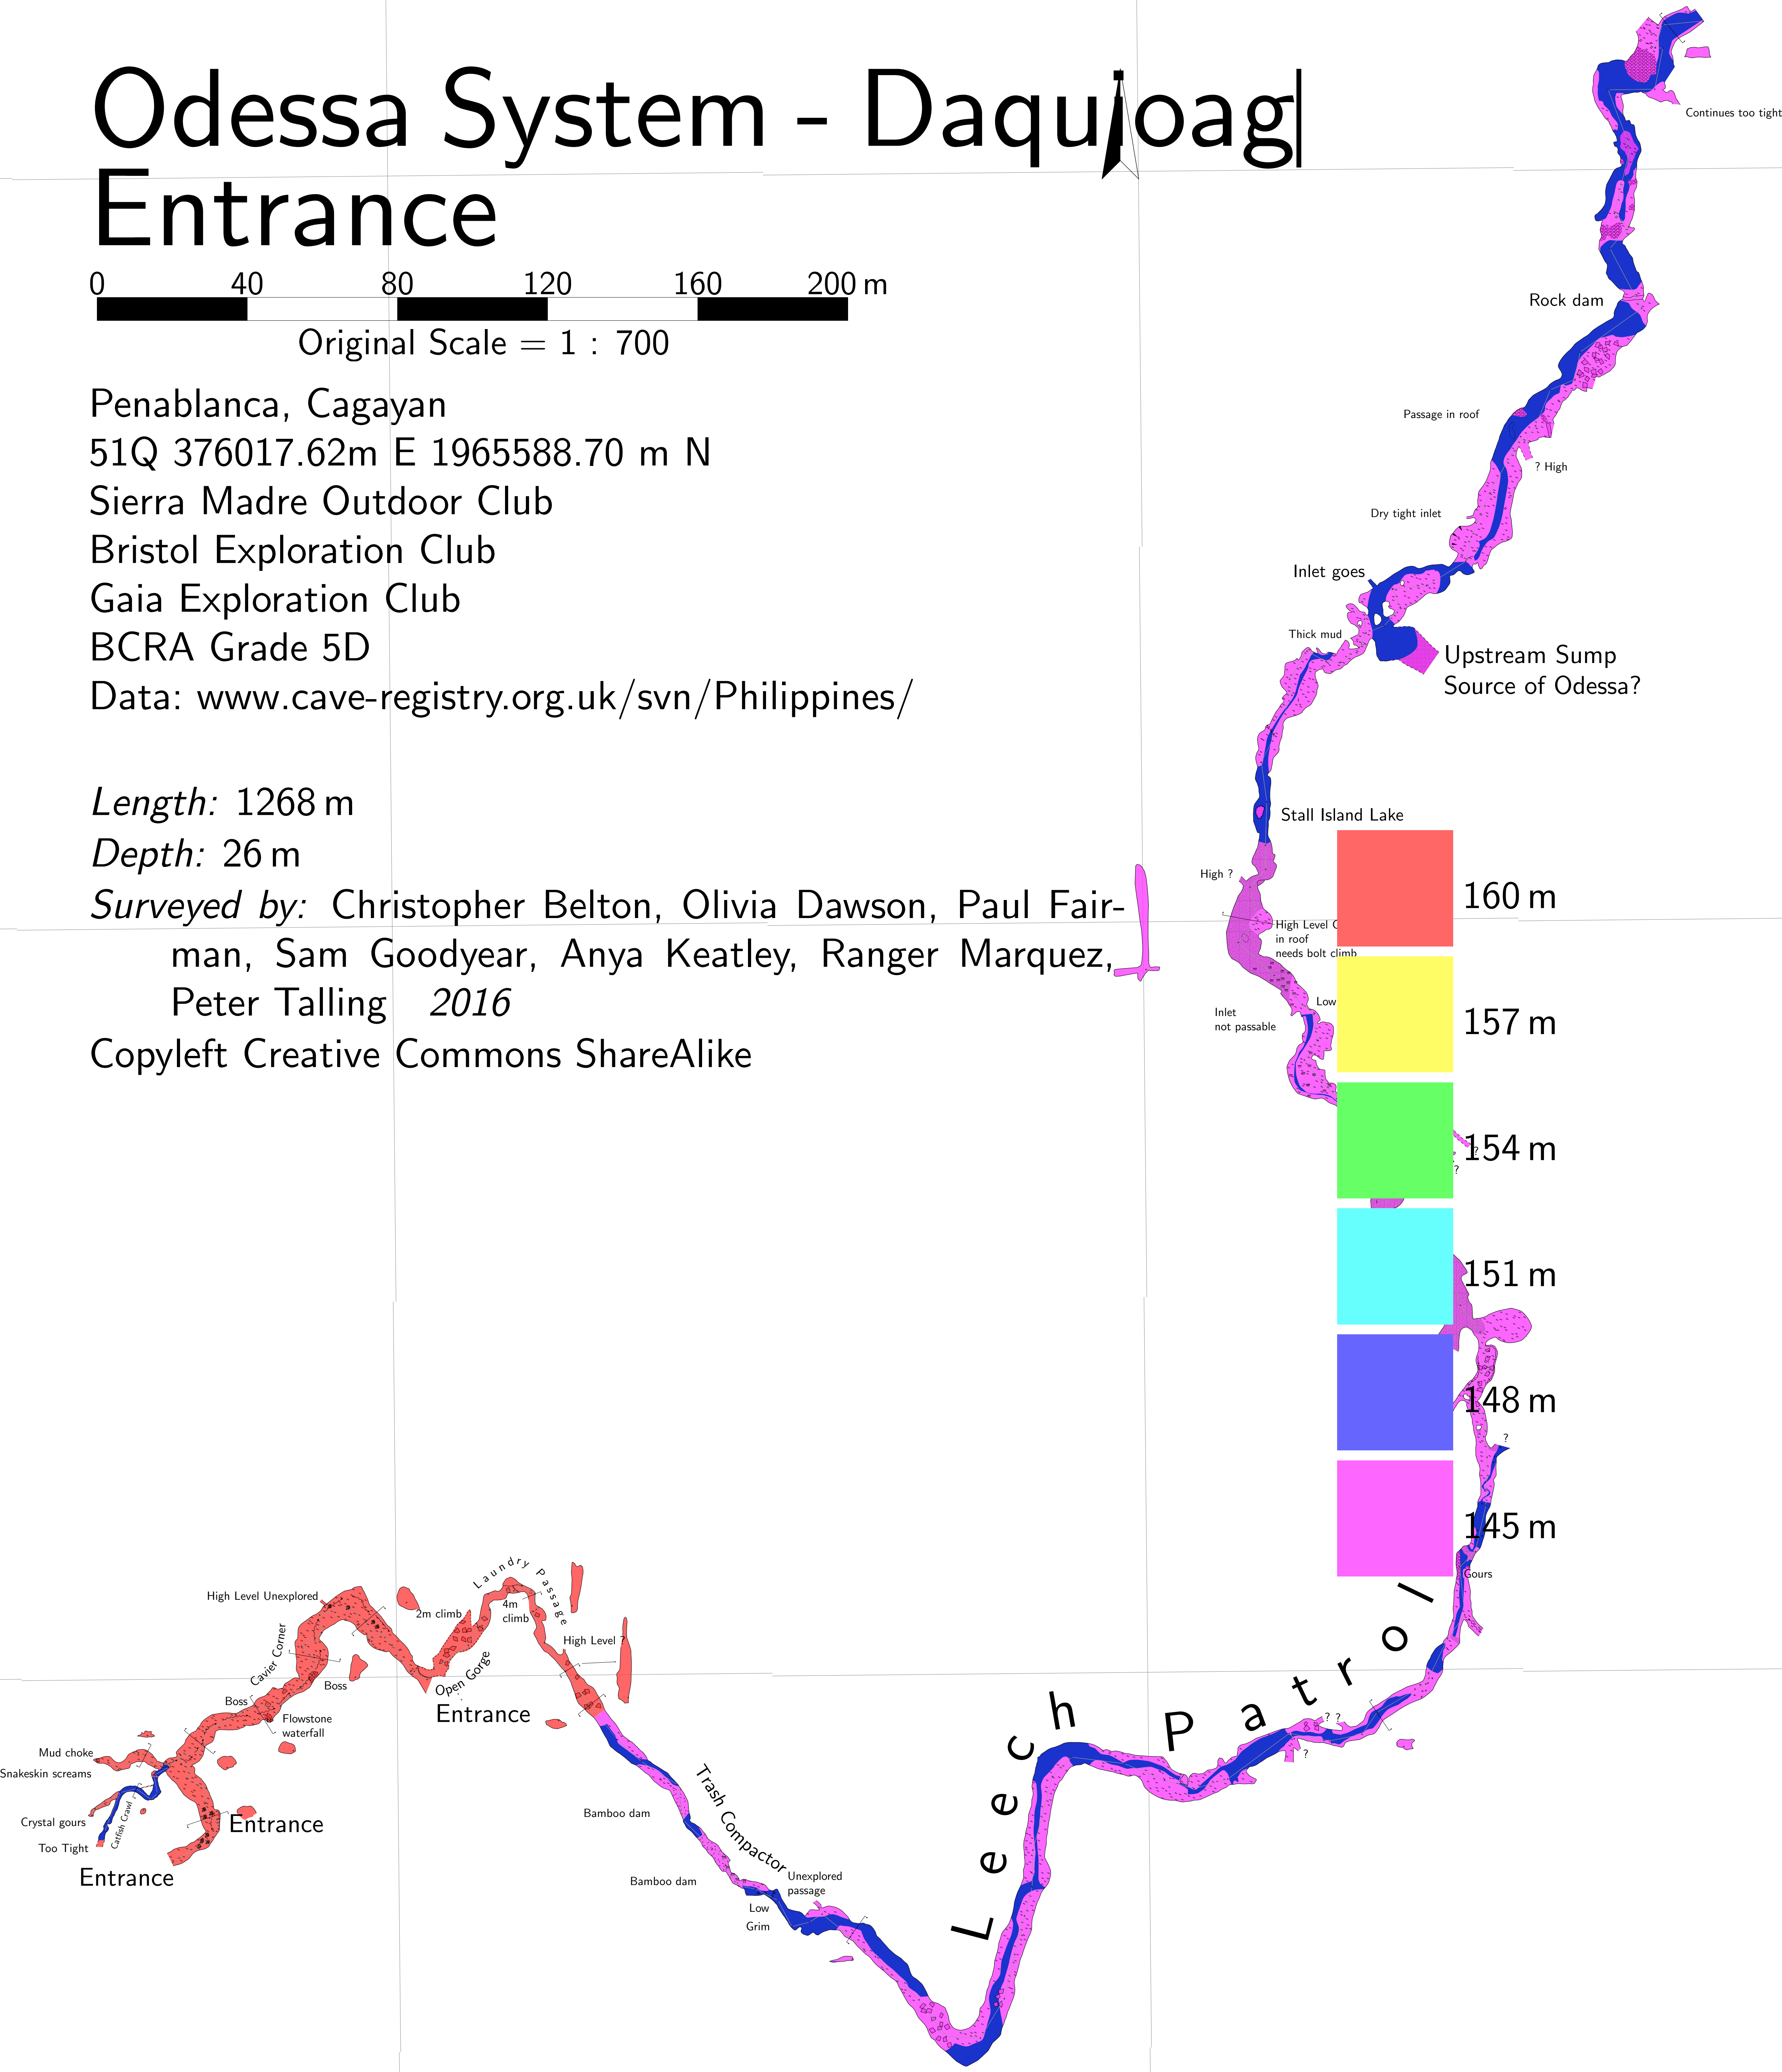 Odessa System - Daquioag
Entrance
0 40 80 120 160 200 m
Original Scale = 1 : 700
Penablanca, Cagayan
51Q 376017.62m E 1965588.70 m N
Sierra Madre Outdoor Club
Bristol Exploration Club
Gaia Exploration Club
BCRA Grade 5D
Data: www.cave-registry.org.uk/svn/Philippines/
Length: 1268 m
Depth: 26 m
Surveyed by: Christopher Belton, Olivia Dawson, Paul Fair-
man, Sam Goodyear, Anya Keatley, Ranger Marquez,
Peter Talling 2016
Copyleft Creative Commons ShareAlike
Continues too tight
Rock dam
Passage in roof
? High
Dry tight inlet
Inlet goes
Thick mud
Upstream Sump
Source of Odessa?
Stall Island Lake
High ?
High Level
in roof
needs bolt climb
Low
Inlet
not passable
160 m
157 m
154 m
151 m
148 m
145 m
?
?
?
Gours
Leech Patrol
? ?
?
Laundry Passage
High Level Unexplored
2m climb
4m
climb
High Level ?
Cavier Corner
Open Gorge
Entrance
Boss
Boss
Flowstone
waterfall
Mud choke
Snakeskin screams
Crystal gours
Catfish Crawl
Too Tight
Entrance
Entrance
Trash Compactor
Bamboo dam
Bamboo dam
Unexplored
passage
Low
Grim